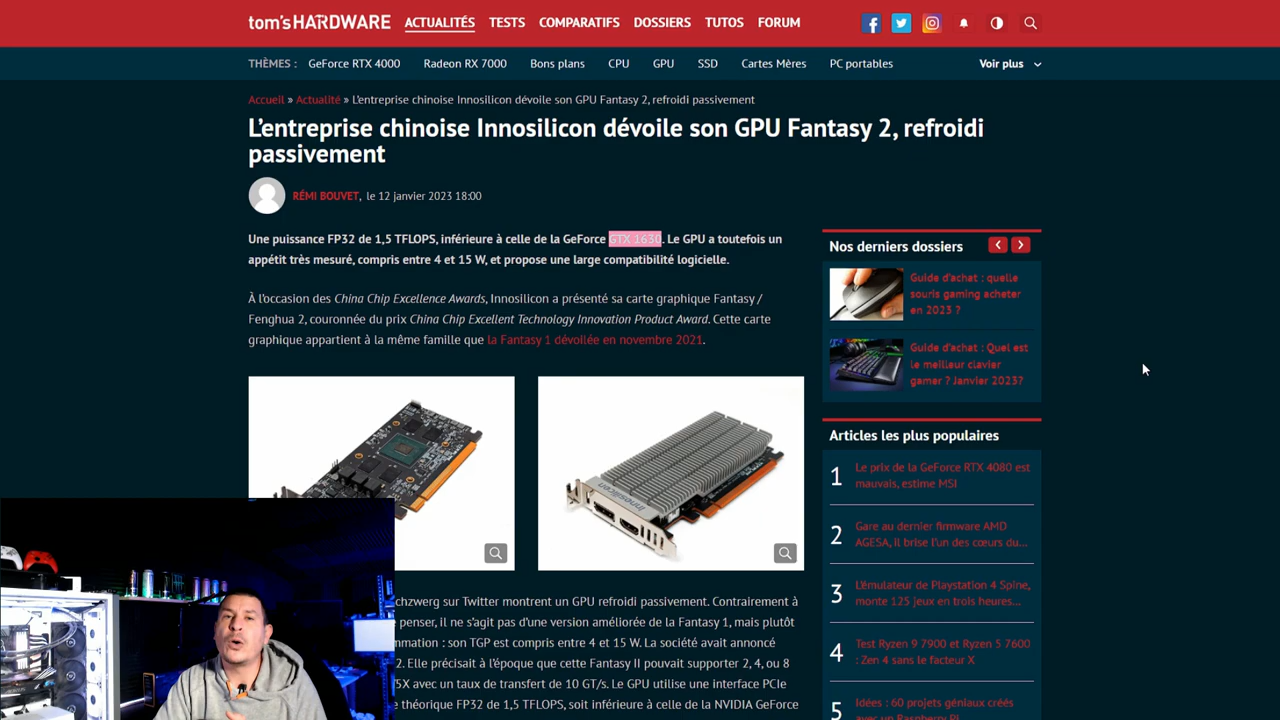 tom's HARDWARE ACTUALITÉS TESTS COMPARATIFS DOSSIERS TUTOS FORUM
THÈMES : GeForce RTX 4000 Radeon RX 7000 Bons plans CPU GPU SSD Cartes Mères PC portables Voir plus
Accueil » Actualité » L'entreprise chinoise Innosilicon dévoile son GPU Fantasy 2, refroidi passivement
L'entreprise chinoise Innosilicon dévoile son GPU Fantasy 2, refroidi
passivement
RÉMI BOUVET, le 12 janvier 2023 18:00
Une puissance FP32 de 1,5 TFLOPS, inférieure à celle de la GeForce GTX 1630. Le GPU a toutefois un
appétit très mesuré, compris entre 4 et 15 W, et propose une large compatibilité logicielle.
À l'occasion des China Chip Excellence Awards, Innosilicon a présenté sa carte graphique Fantasy /
Fenghua 2, couronnée du prix China Chip Excellent Technology Innovation Product Award. Cette carte
graphique appartient à la même famille que la Fantasy 1 dévoilée en novembre 2021.
Innosilicon
chzwerg sur Twitter montrent un GPU refroidi passivement. Contrairement à
penser, il ne s'agit pas d'une version améliorée de la Fantasy 1, mais plutôt
mmation : son TGP est compris entre 4 et 15 W. La société avait annoncé
2. Elle précisait à l'époque que cette Fantasy II pouvait supporter 2, 4, ou 8
5X avec un taux de transfert de 10 GT/s. Le GPU utilise une interface PCIe
théorique FP32 de 1,5 TFLOPS, soit inférieure à celle de la NVIDIA GeForce
Nos derniers dossiers
Guide d'achat : quelle
souris gaming acheter
en 2023 ?
Guide d'achat : Quel est
le meilleur clavier
gamer ? Janvier 2023?
Articles les plus populaires
1 Le prix de la GeForce RTX 4080 est
mauvais, estime MSI
2 Gare au dernier firmware AMD
AGESA, il brise l'un des cœurs du...
3 L'émulateur de Playstation 4 Spine,
monte 125 jeux en trois heures...
4 Test Ryzen 9 7900 et Ryzen 5 7600
: Zen 4 sans le facteur X
5 Idées : 60 projets géniaux créés
avec un Raspberry Pi